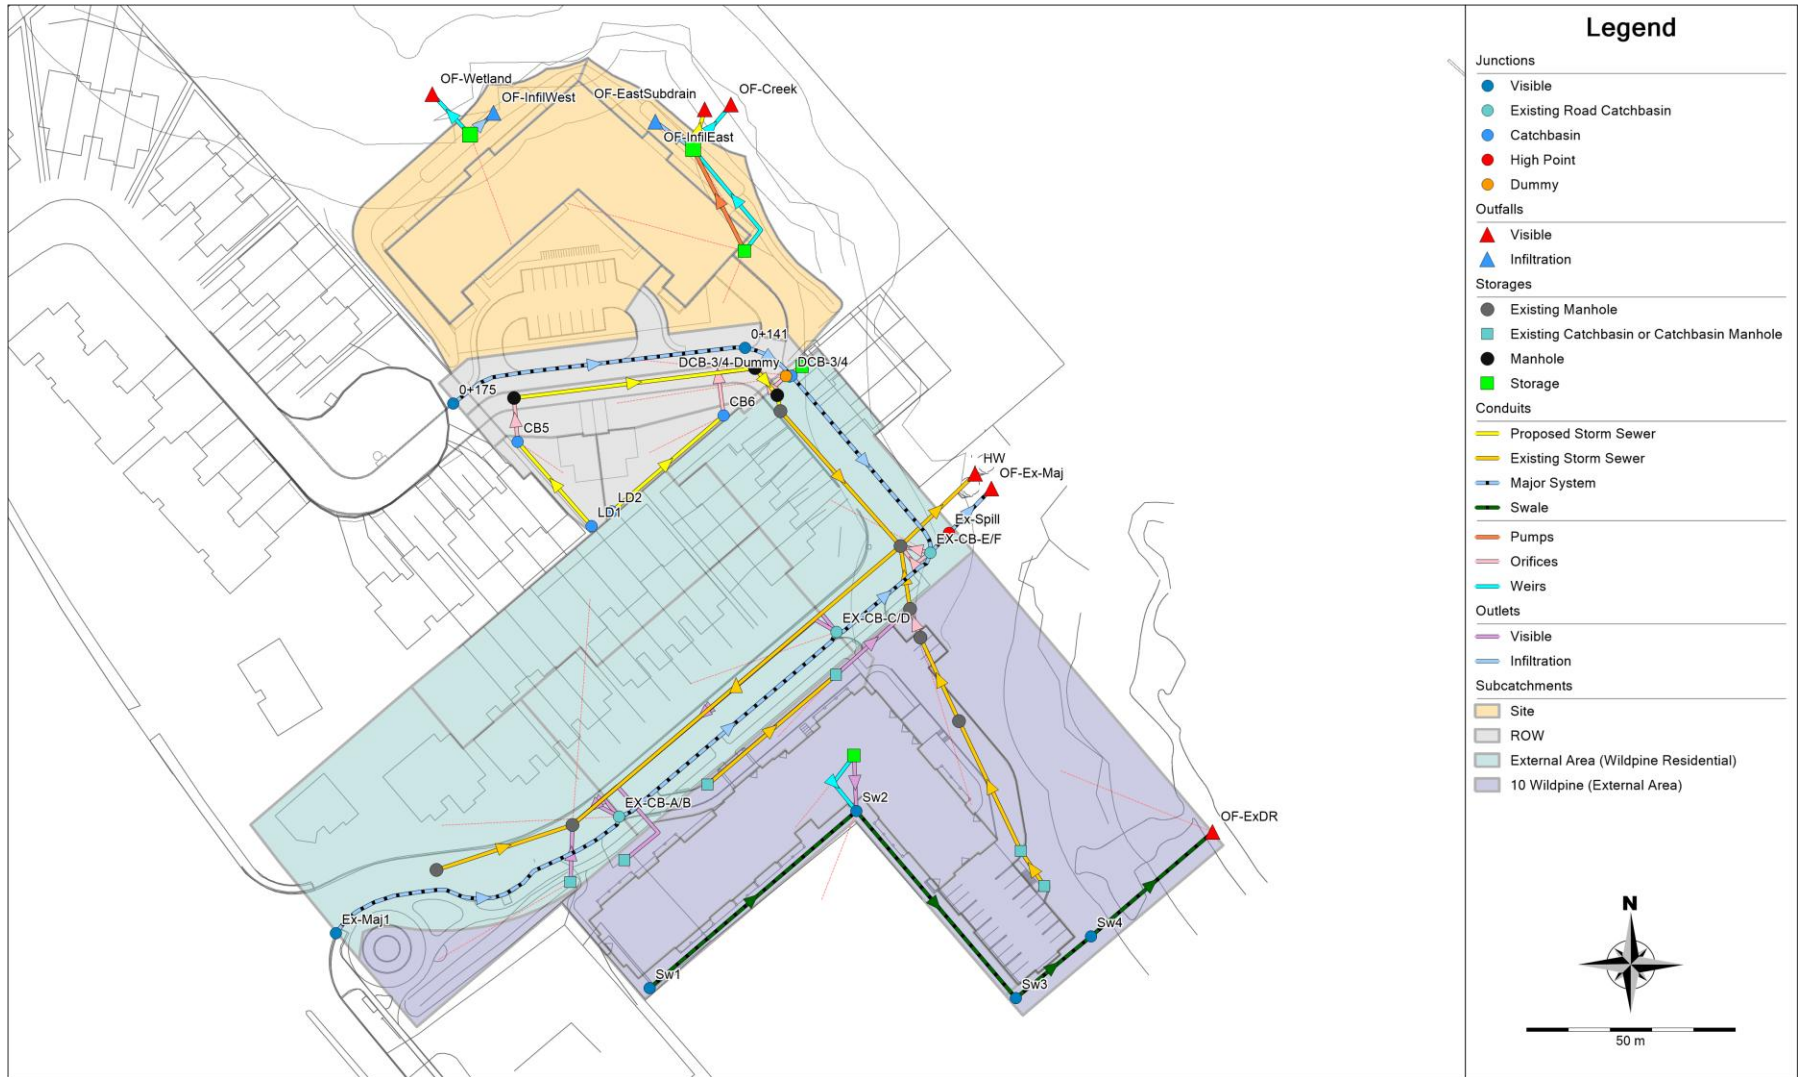 OF-Wetland
OF-InfilWest
OF-EastSubdrain
OF-Creek
OF-InfilEast
0+141
DCB-3/4-Dummy
DCB-3/4
0+175
CB6
CB5
LD2
LD1
HW
OF-Ex-Maj
Ex-Spill
EX-CB-E/F
EX-CB-C/D
EX-CB-A/B
Sw2
OF-ExDR
Ex-Maj1
Sw4
Sw1
Sw3
Legend
Junctions
Visible
Existing Road Catchbasin
Catchbasin
High Point
Dummy
Outfalls
Visible
Infiltration
Storages
Existing Manhole
Existing Catchbasin or Catchbasin Manhole
Manhole
Storage
Conduits
Proposed Storm Sewer
Existing Storm Sewer
Major System
Swale
Pumps
Orifices
Weirs
Outlets
Visible
Infiltration
Subcatchments
Site
ROW
External Area (Wildpine Residential)
10 Wildpine (External Area)
N
50 m